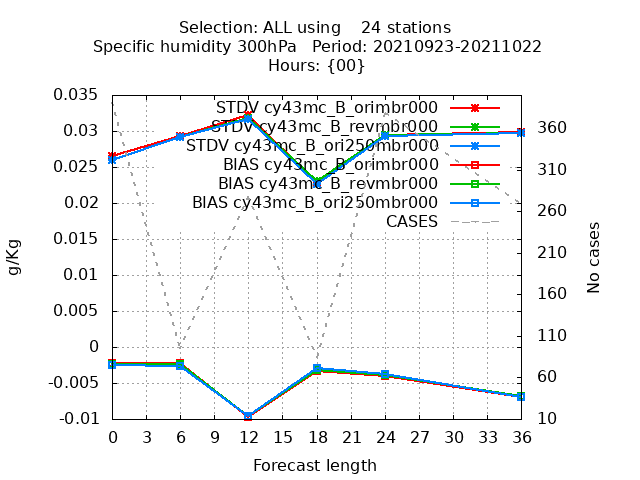 Selection: ALL using    24 stations
Specific humidity 300hPa   Period: 20210923-20211022
Hours: {00}
0.035
0.03
0.025
0.02
0.015
0.01
0.005
0
-0.005
-0.01
g/Kg
STDV cy43mc_B_orimbr000
STDV cy43mc_B_revmbr000
STDV cy43mc_B_ori250mbr000
BIAS cy43mc_B_orimbr000
BIAS cy43mc_B_revmbr000
BIAS cy43mc_B_ori250mbr000
CASES
360
310
260
210
160
110
60
10
No cases
0 3 6 9 12 15 18 21 24 27 30 33 36
Forecast length